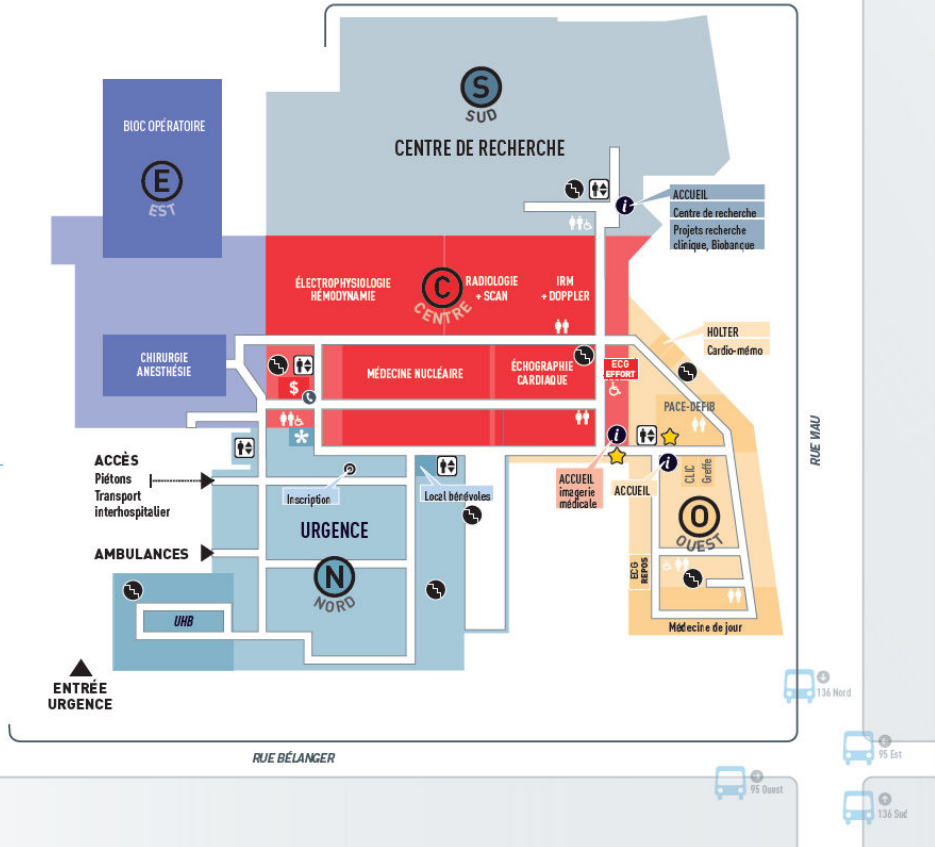 S
SUD
CENTRE DE RECHERCHE
BLOC OPÉRATOIRE
E
EST
ACCUEIL
Centre de recherche
Projets recherche
clinique, Biobanque
ÉLECTROPHYSIOLOGIE
HÉMODYNAMIE
C
CENTRE
RADIOLOGIE
+ SCAN
IRM
+ DOPPLER
HOLTER
Cardio-mémo
CHIRURGIE
ANESTHÉSIE
$
MÉDECINE NUCLÉAIRE
ÉCHOGRAPHIE
CARDIAQUE
ECG
EFFORT
PACE-DEFIB
RUE VIAU
ACCÈS
Piétons
Transport
interhospitalier
Inscription
Local bénévoles
ACCUEIL
imagerie
médicale
ACCUEIL
CLIC
Greffe
O
OUEST
URGENCE
AMBULANCES
N
NORD
ECG
REPOS
UHB
Médecine de jour
ENTRÉE
URGENCE
136 Nord
RUE BÉLANGER
95 Est
95 Ouest
136 Sud